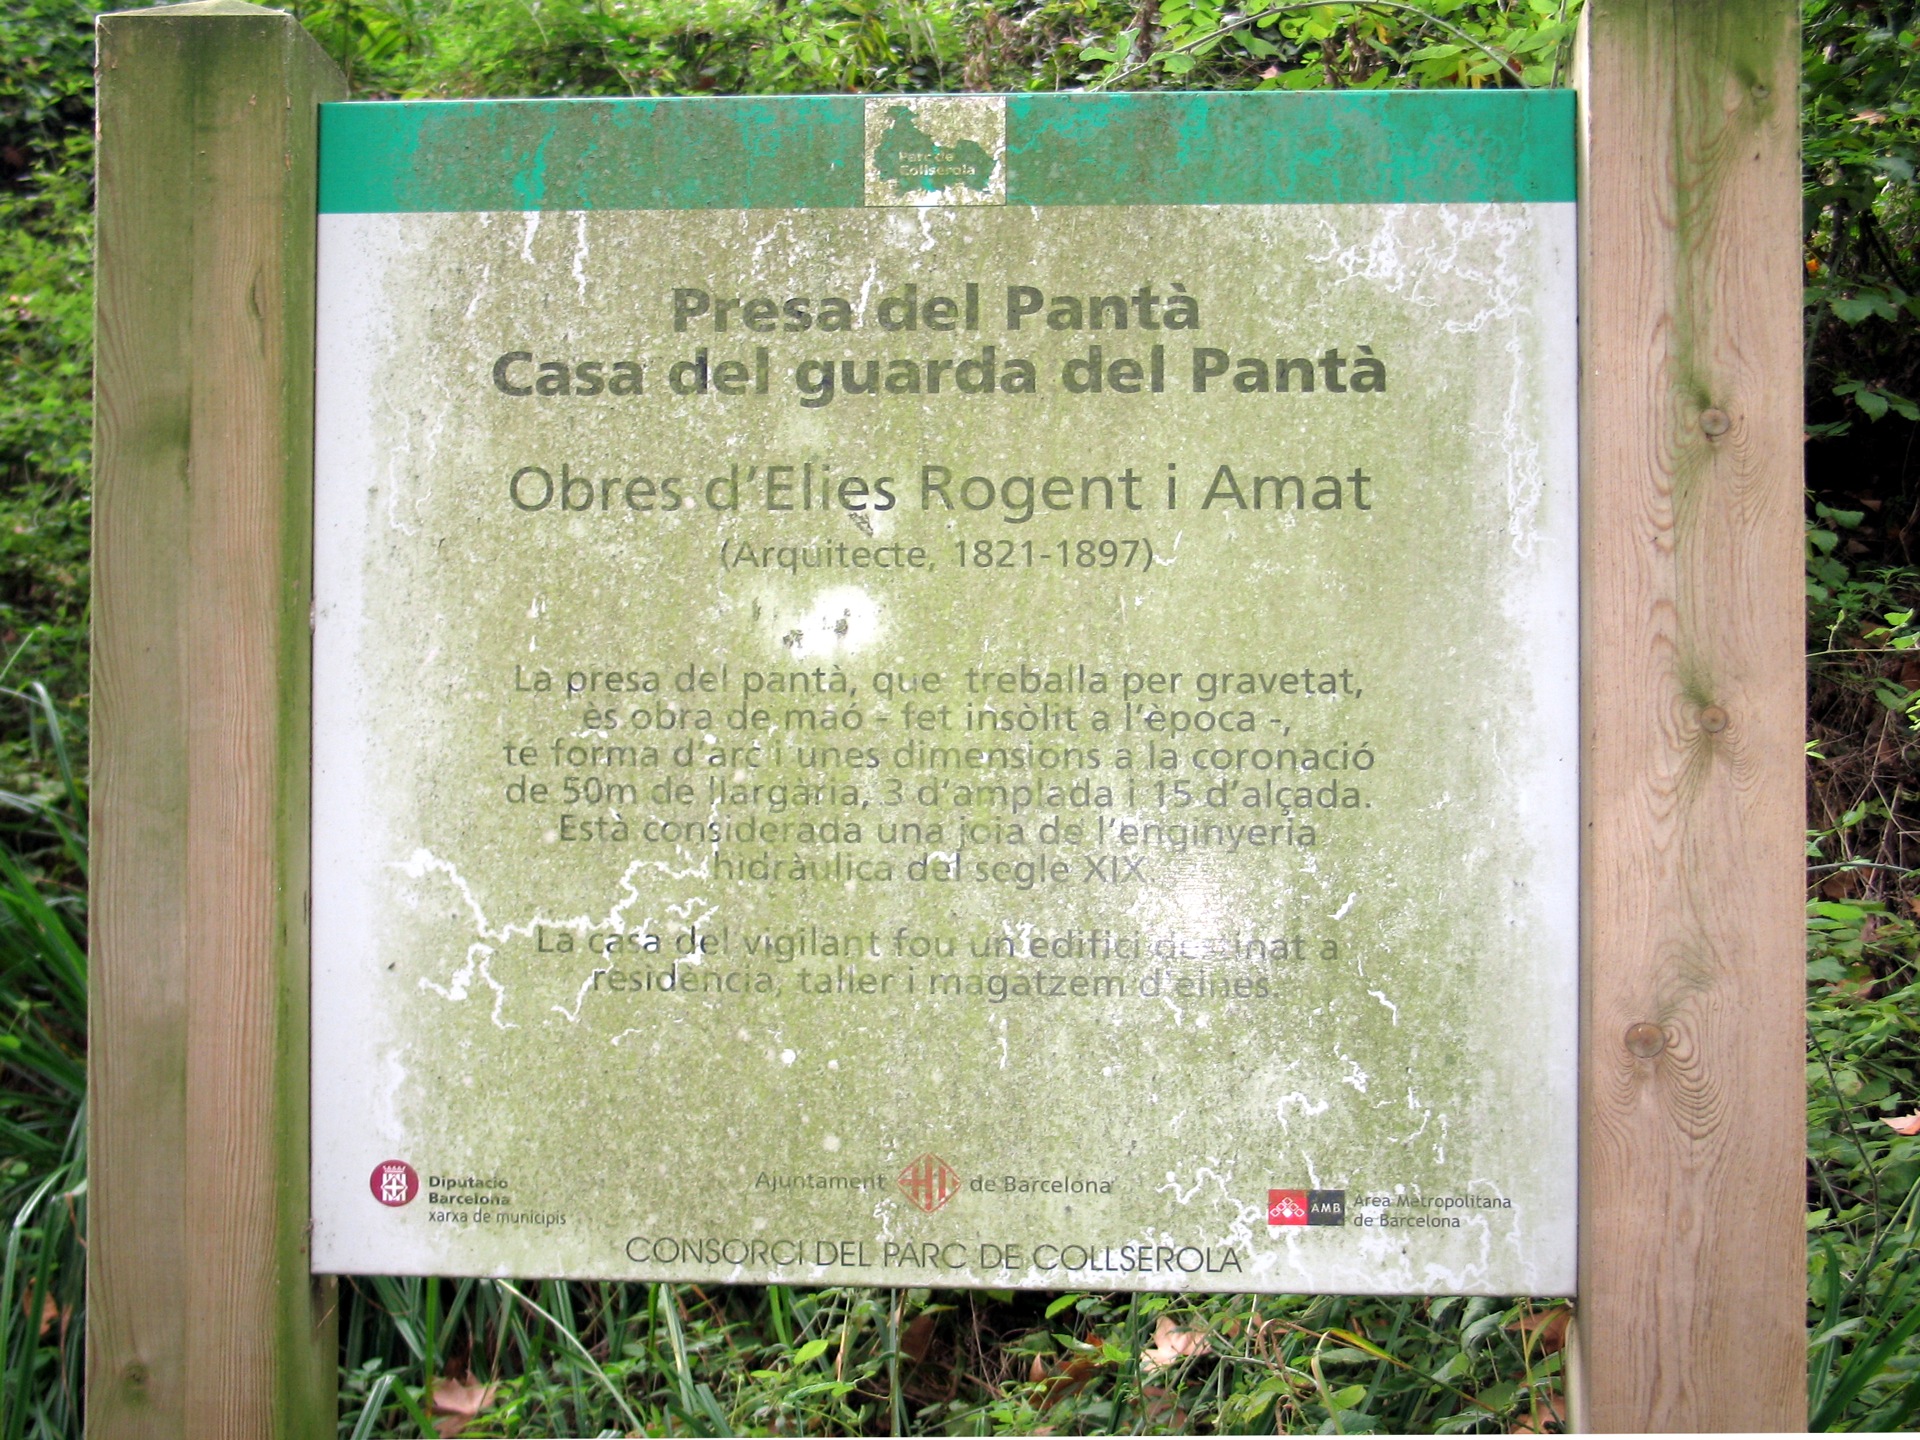 Parc de
Collserola
Presa del Pantà
Casa del guarda del Pantà
Obres d'Elies Rogent i Amat
(Arquitecte, 1821-1897)
La presa del pantà, que treballa per gravetat,
ès obra de maó - fet insòlit a l'època -,
té forma d'arc i unes dimensions a la coronació
de 50m de llargària, 3 d'amplada i 15 d'alçada.
Està considerada una joia de l'enginyeria
hidràulica del segle XIX.
La casa del vigilant fou un edifici destinat a
residència, taller i magatzem d'eines.
Diputació
Barcelona
xarxa de municipis
Ajuntament de Barcelona
AMB Àrea Metropolitana
de Barcelona
CONSORCI DEL PARC DE COLLSEROLA